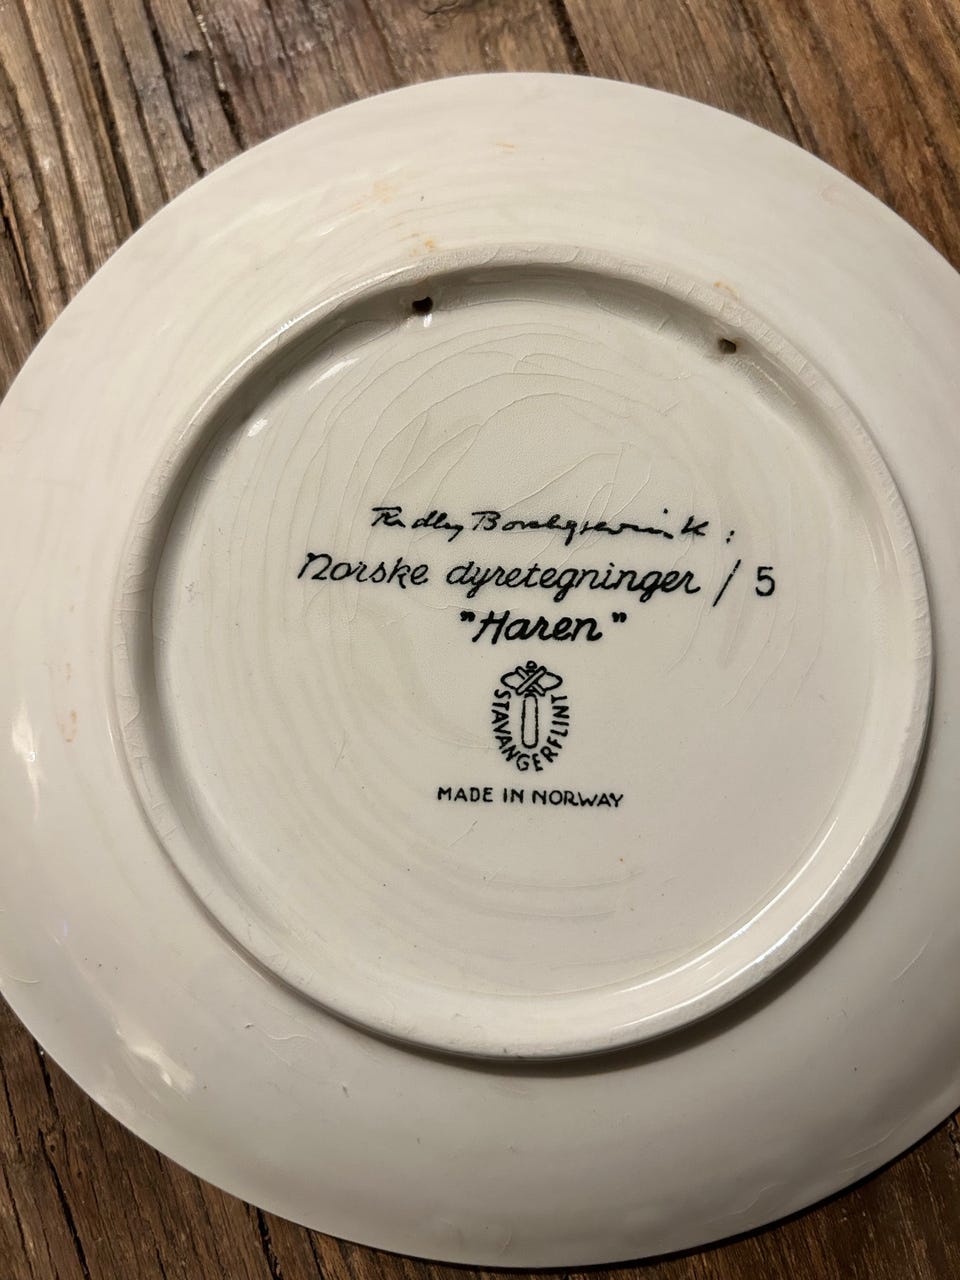 Ridley Borchgrevink :
Norske dyretegninger / 5
"Haren"
STAVANGERFLINT
MADE IN NORWAY